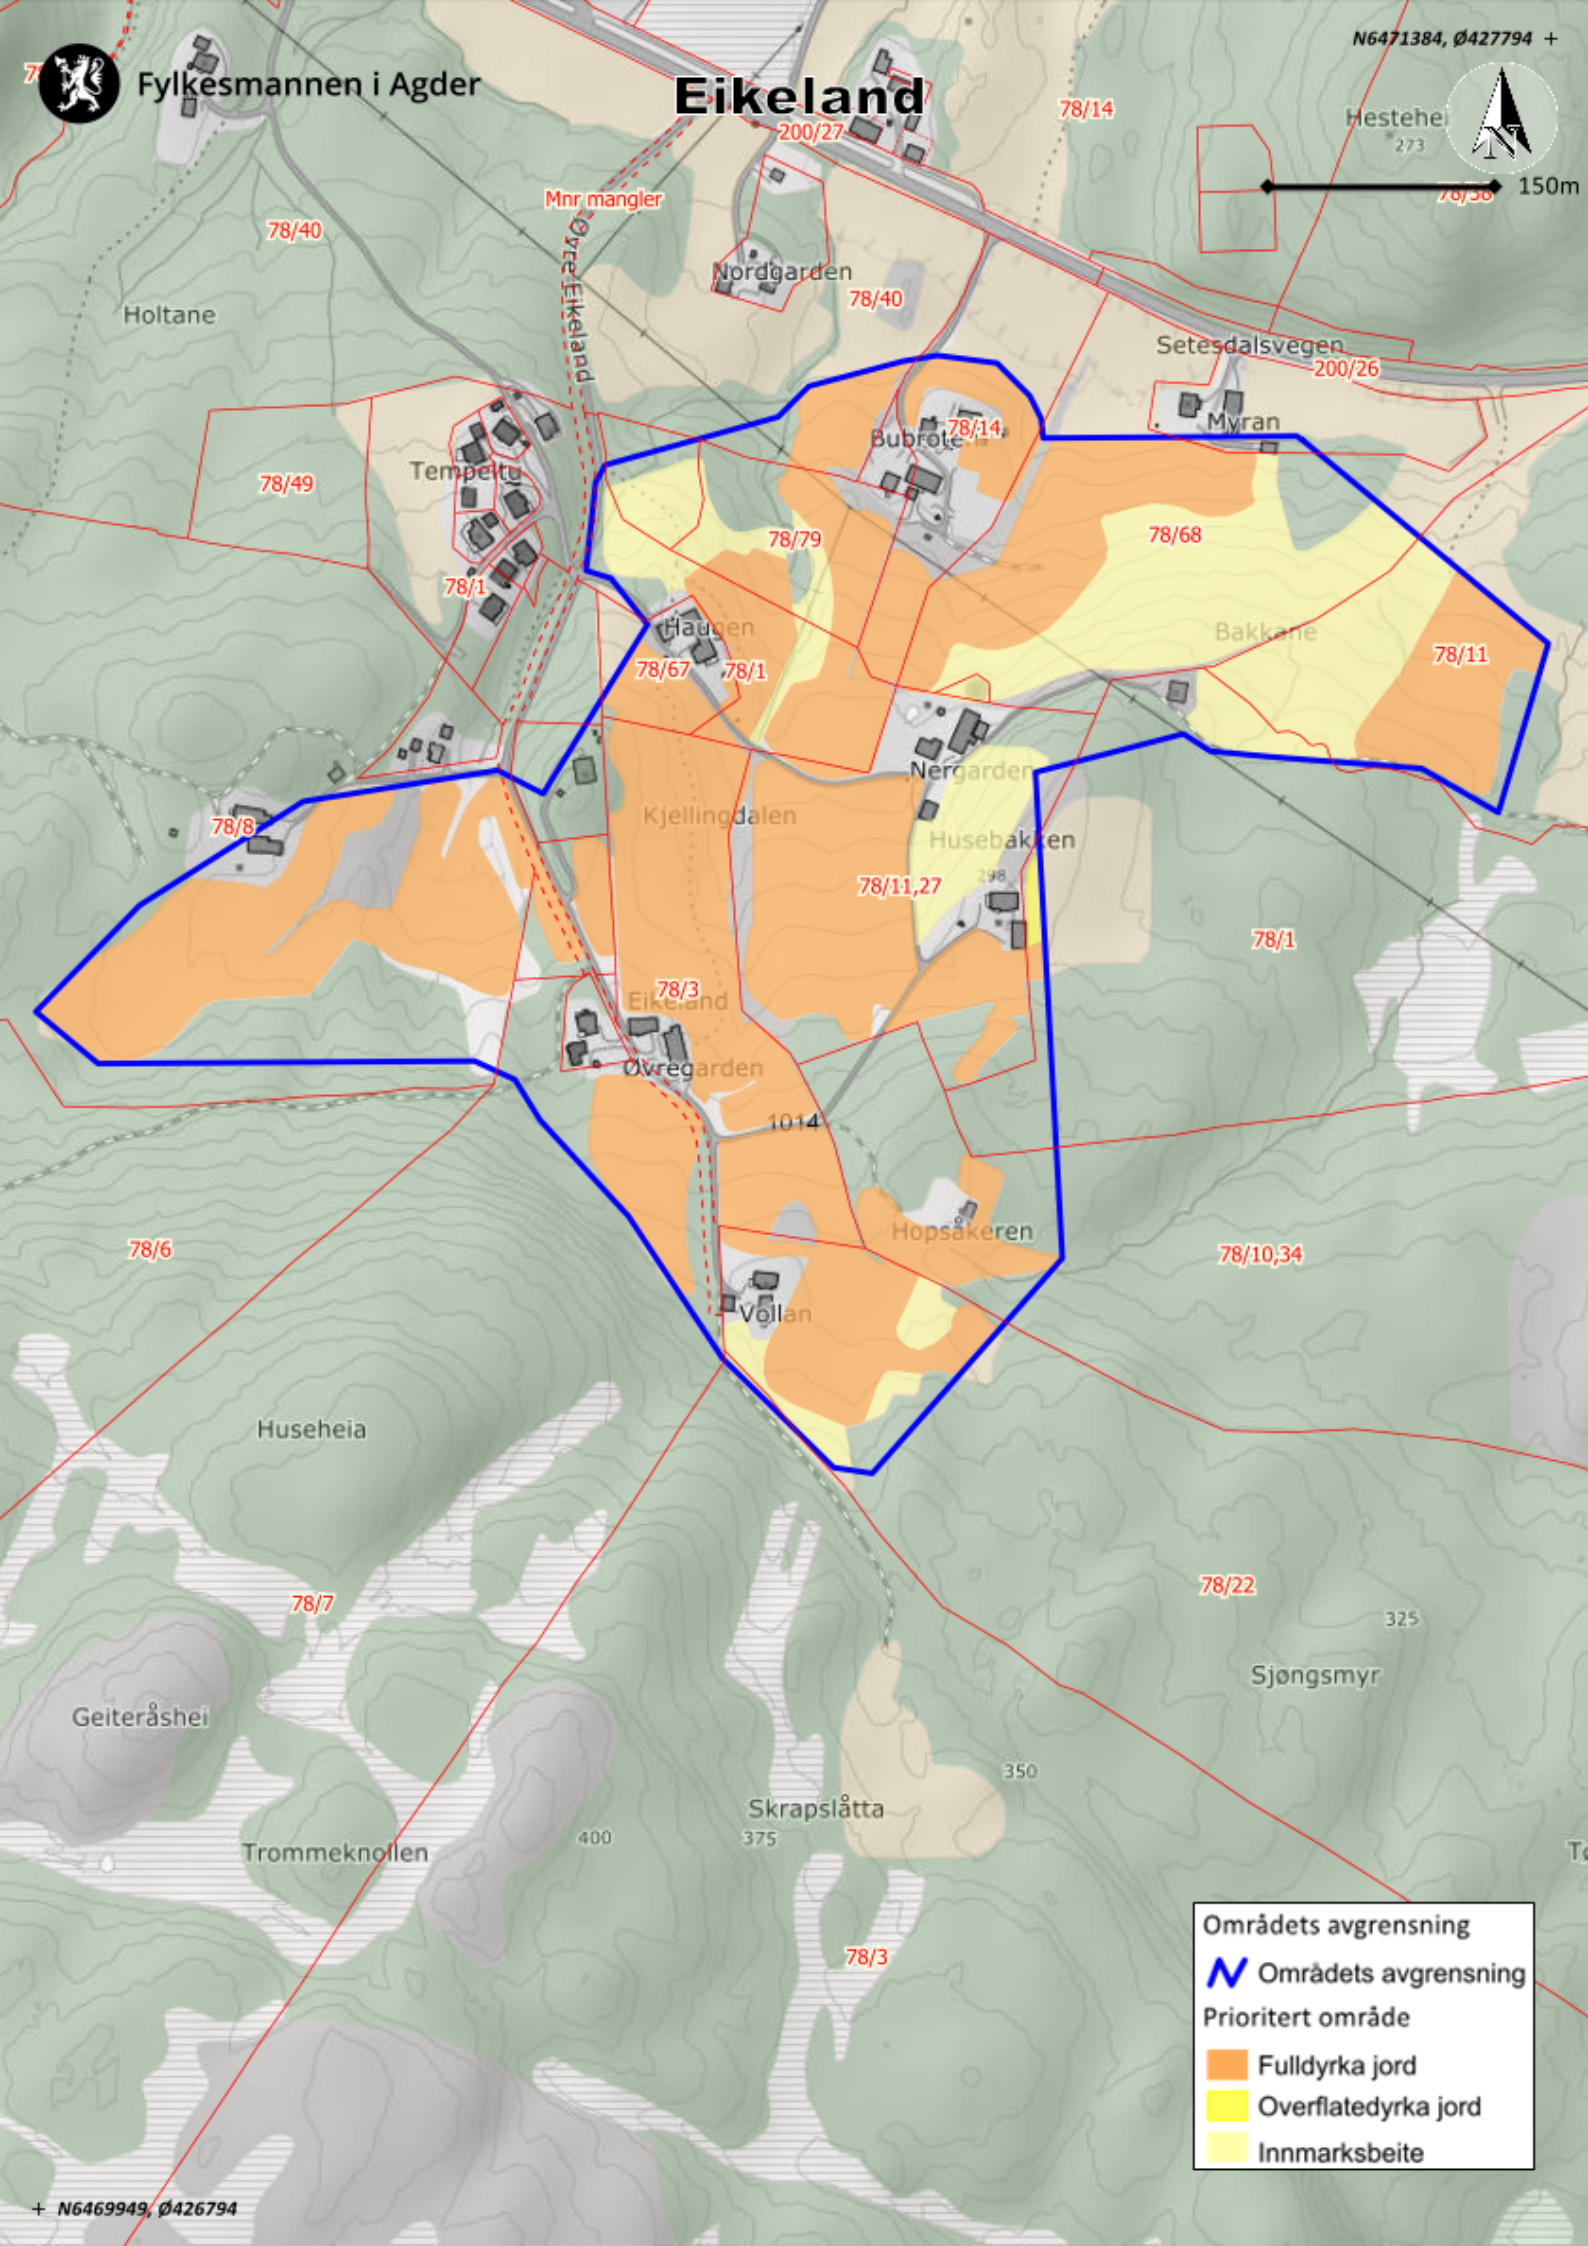 N6471384, Ø427794 +
Fylkesmannen i Agder
Eikeland
78/14
Hestehei
273
200/27
150m
78/38
Mnr mangler
78/40
Øvre Eikeland
Nordgarden
78/40
Holtane
Setesdalsvegen
200/26
Myran
78/14
Bubrote
Tempeltu
78/49
78/79
78/68
78/1
Haugen
Bakkane
78/67
78/1
78/11
Nergarden
Kjellingdalen
78/8
Husebakken
298
78/11,27
78/1
78/3
Eikeland
Øvregarden
1014
Hopsåkeren
78/6
78/10,34
Vollan
Huseheia
78/22
78/7
325
Sjøngsmyr
Geiteråshei
350
Skrapslåtta
400
375
Trommeknollen
78/3
Områdets avgrensning
Områdets avgrensning
Prioritert område
Fulldyrka jord
Overflatedyrka jord
Innmarksbeite
+ N6469949, Ø426794